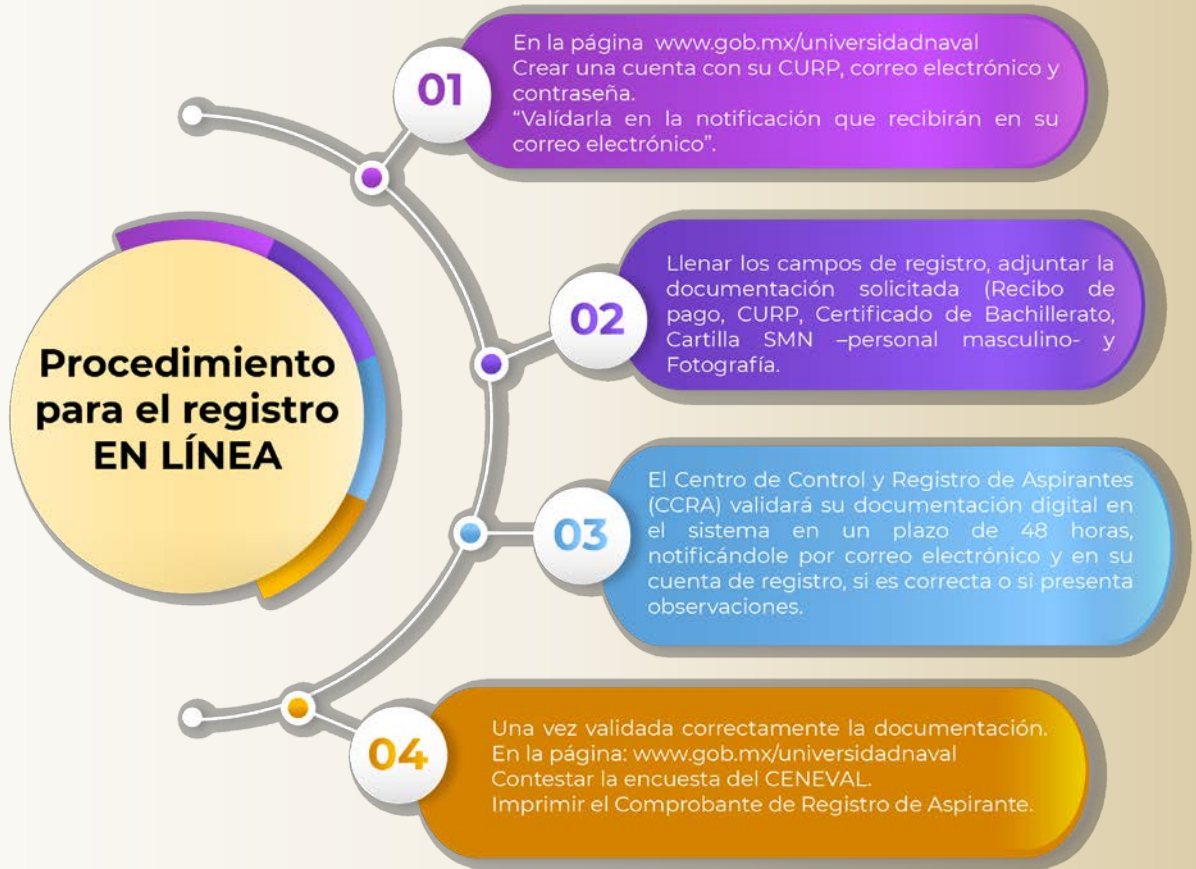 Procedimiento
para el registro
EN LÍNEA
01
En la página www.gob.mx/universidadnaval
Crear una cuenta con su CURP, correo electrónico y
contraseña.
“Valídarla en la notificación que recibirán en su
correo electrónico”.
02
Llenar los campos de registro, adjuntar la
documentación solicitada (Recibo de
pago, CURP, Certificado de Bachillerato,
Cartilla SMN –personal masculino- y
Fotografía.
03
El Centro de Control y Registro de Aspirantes
(CCRA) validará su documentación digital en
el sistema en un plazo de 48 horas,
notificándole por correo electrónico y en su
cuenta de registro, si es correcta o si presenta
observaciones.
04
Una vez validada correctamente la documentación.
En la página: www.gob.mx/universidadnaval
Contestar la encuesta del CENEVAL.
Imprimir el Comprobante de Registro de Aspirante.